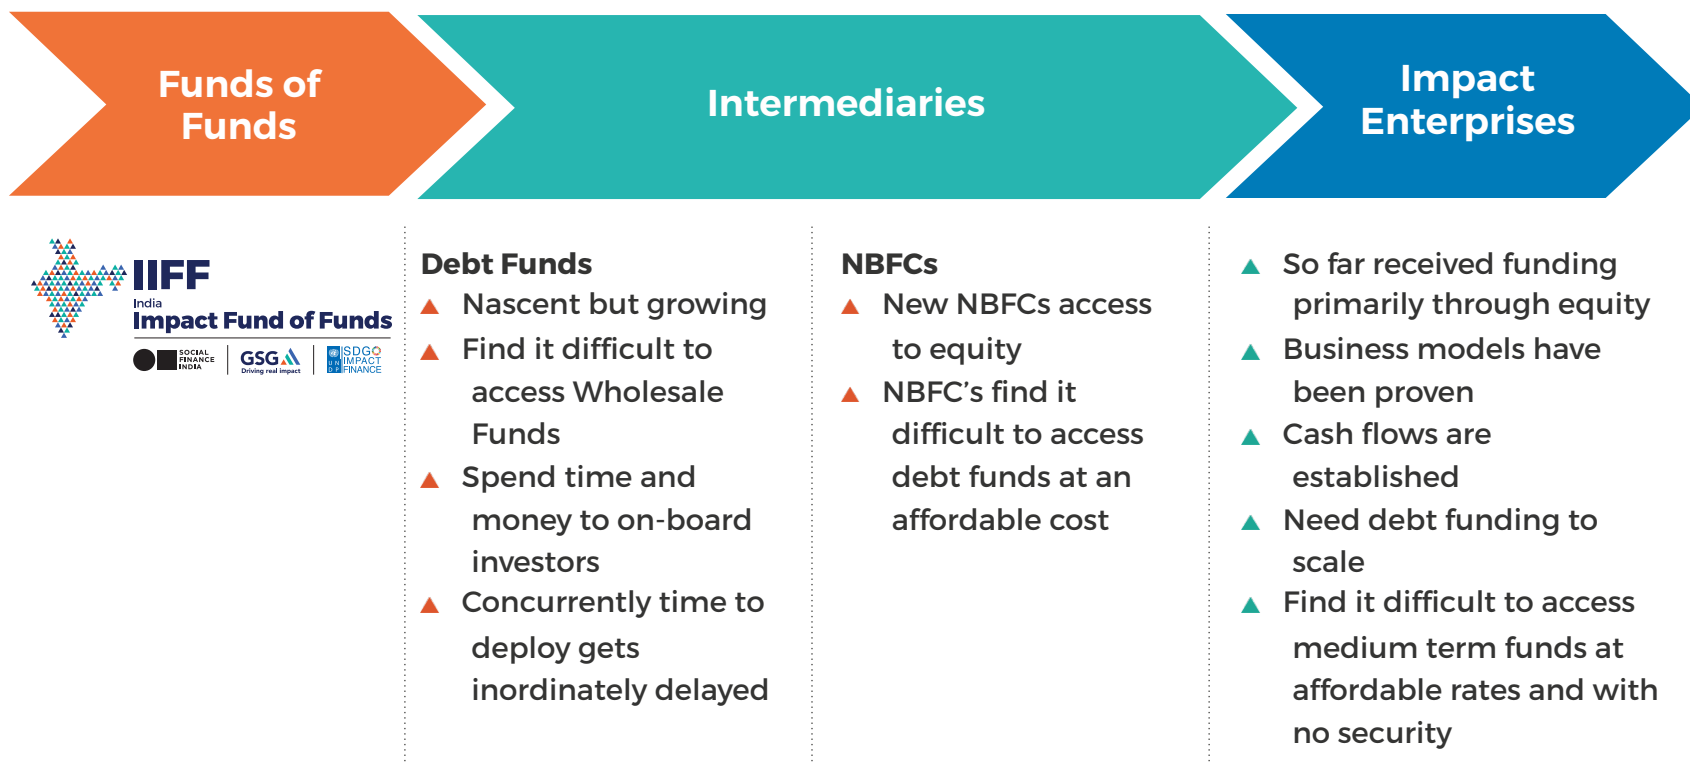 Funds of
Funds
Intermediaries
Impact
Enterprises
IIFF
India
Impact Fund of Funds
SOCIAL
FINANCE
INDIA
GSG
Driving real impact
UN
DP
SDG
IMPACT
FINANCE
Debt Funds
Nascent but growing
Find it difficult to
access Wholesale
Funds
Spend time and
money to on-board
investors
Concurrently time to
deploy gets
inordinately delayed
NBFCs
New NBFCs access
to equity
NBFC’s find it
difficult to access
debt funds at an
affordable cost
So far received funding
primarily through equity
Business models have
been proven
Cash flows are
established
Need debt funding to
scale
Find it difficult to access
medium term funds at
affordable rates and with
no security